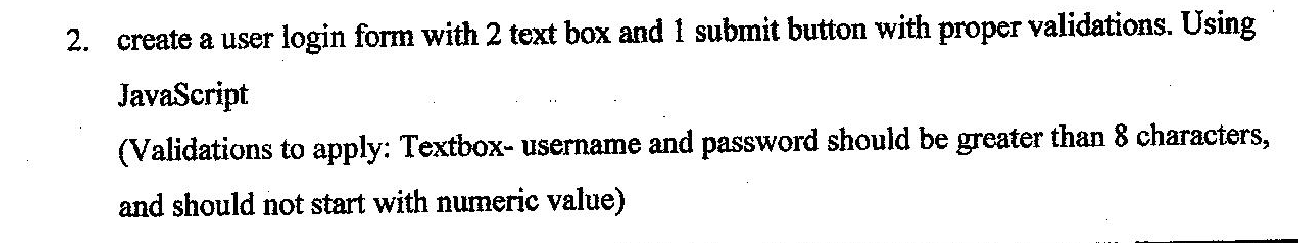 2. create a user login form with 2 text box and 1 submit button with proper validations. Using
JavaScript
(Validations to apply: Textbox- username and password should be greater than 8 characters,
and should not start with numeric value)